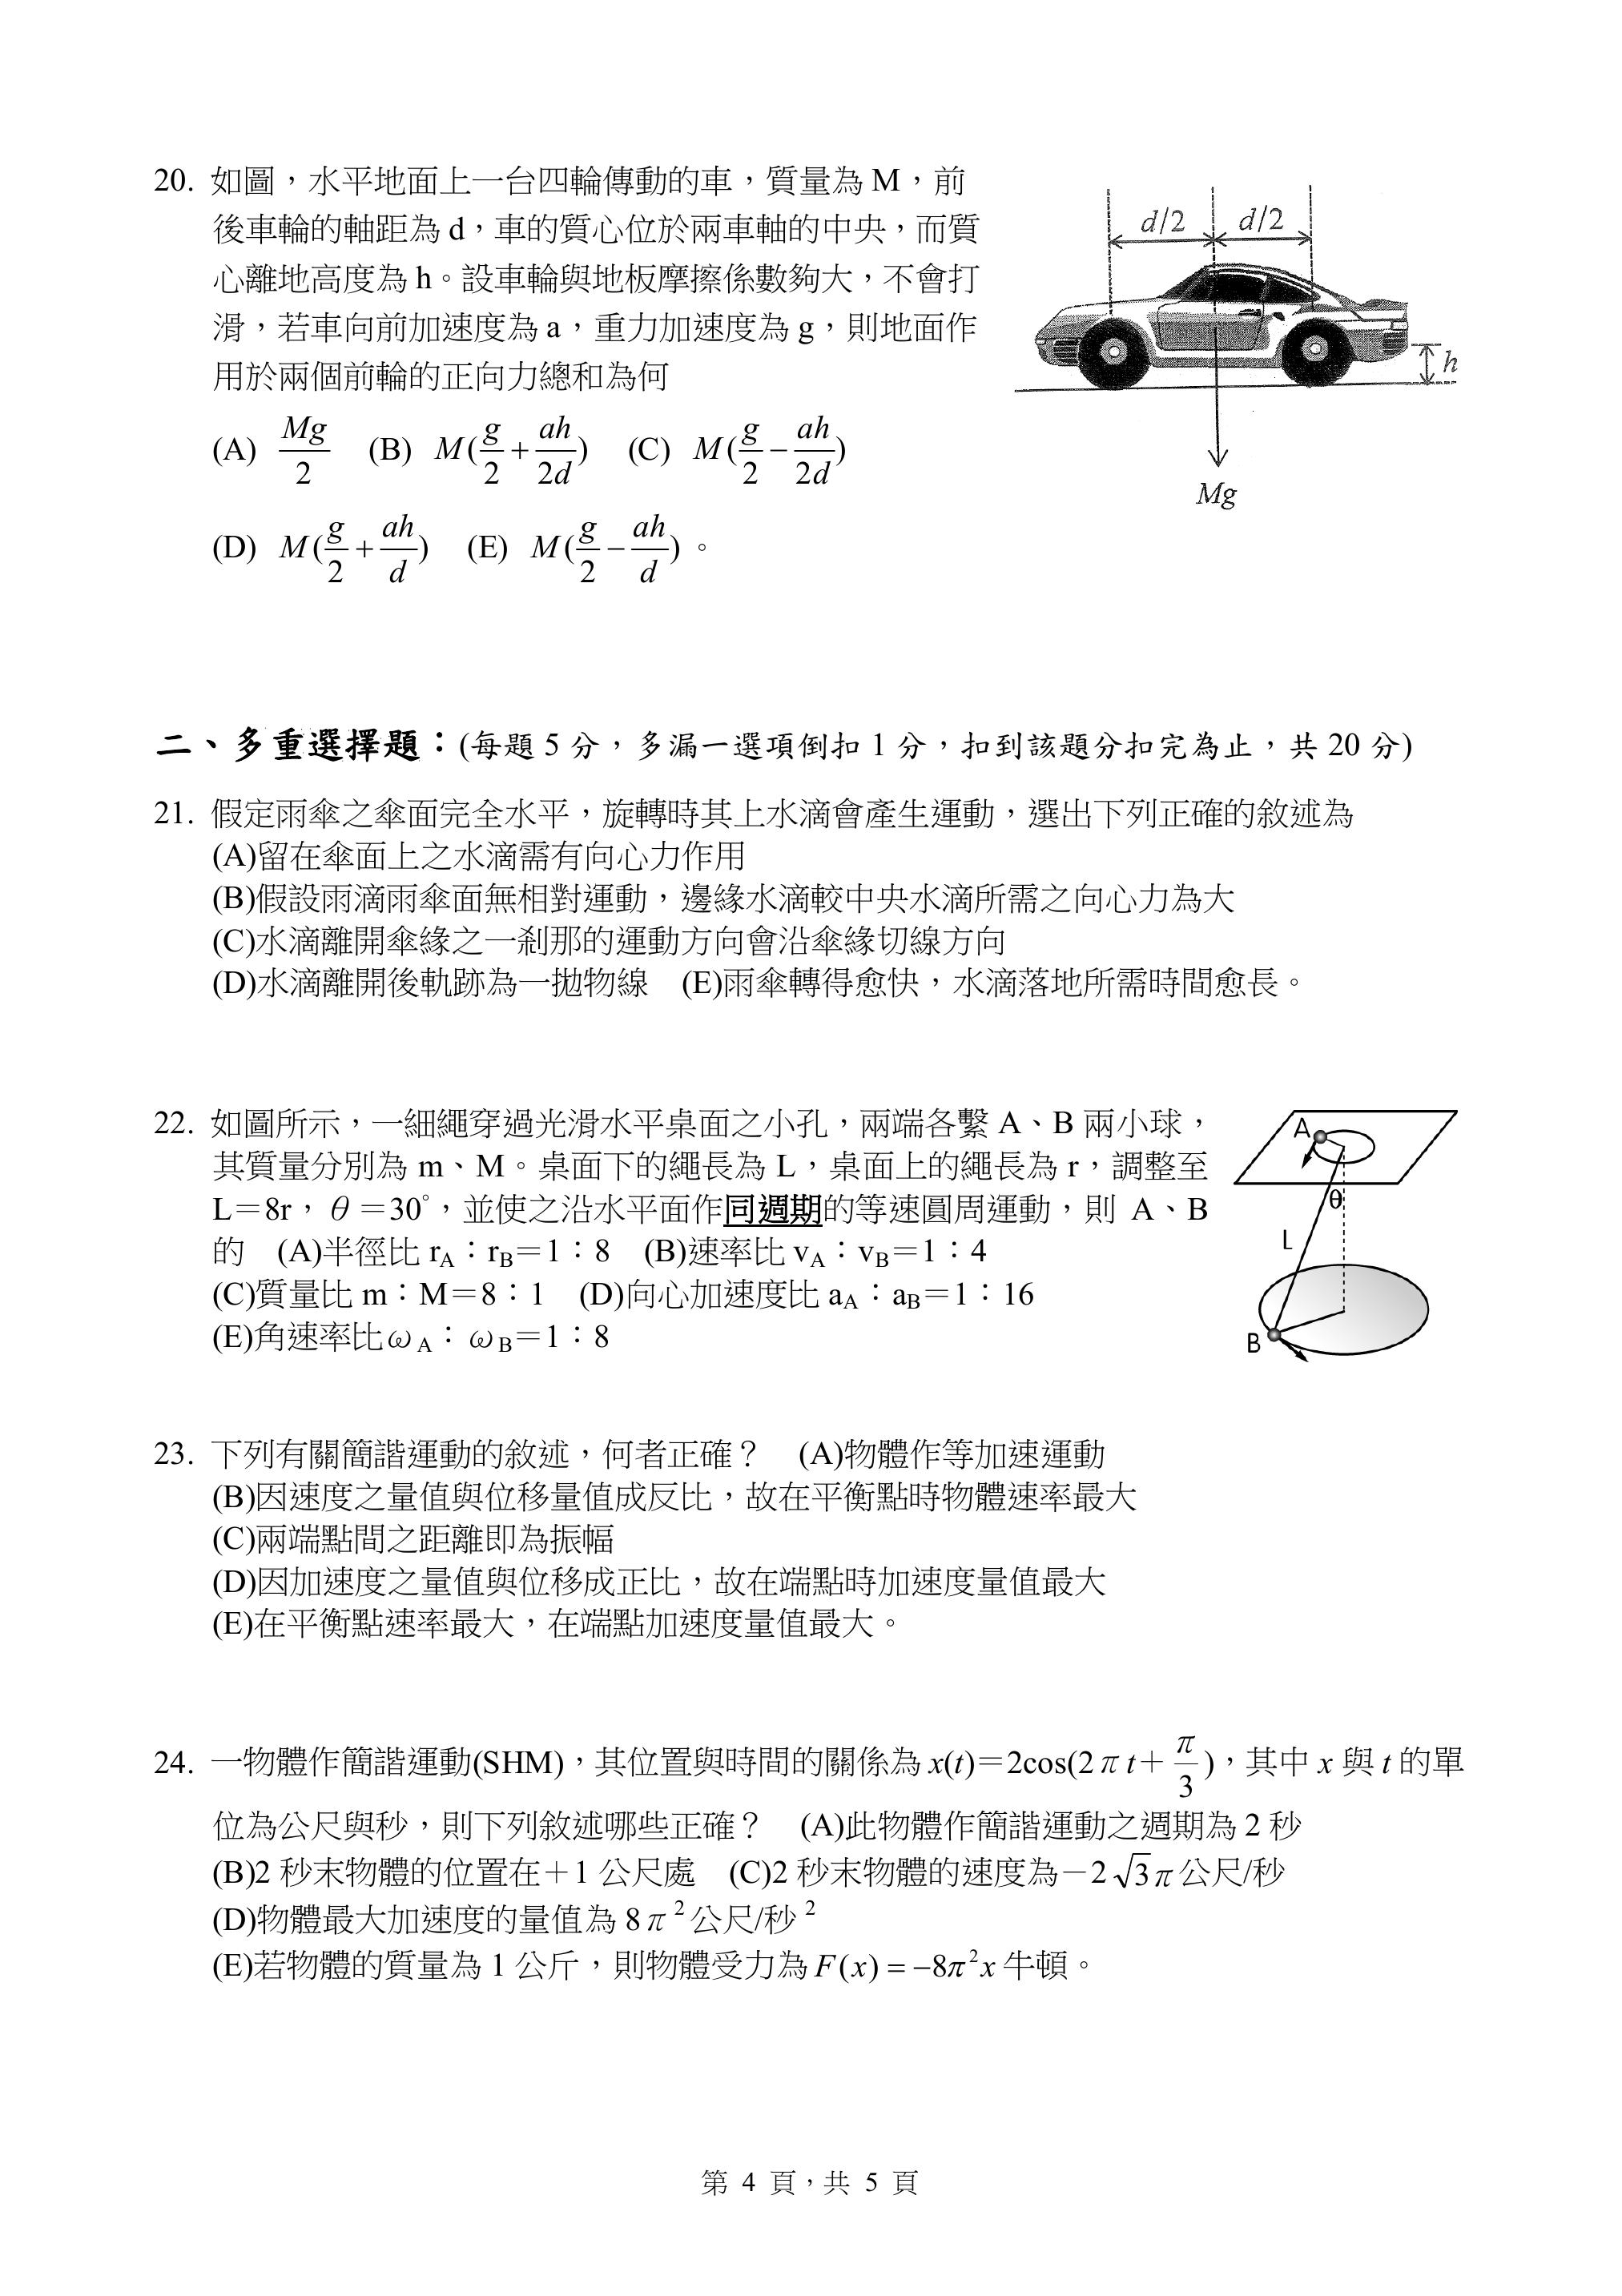 20. 如圖，水平地面上一台四輪傳動的車，質量為 M，前
後車輪的軸距為 d，車的質心位於兩車軸的中央，而質
心離地高度為 h。設車輪與地板摩擦係數夠大，不會打
滑，若車向前加速度為 a，重力加速度為 g，則地面作
用於兩個前輪的正向力總和為何
(A) $\frac{Mg}{2}$ (B) $M(\frac{g}{2}+\frac{ah}{2d})$ (C) $M(\frac{g}{2}-\frac{ah}{2d})$
(D) $M(\frac{g}{2}+\frac{ah}{d})$ (E) $M(\frac{g}{2}-\frac{ah}{d})$。
d/2 d/2
h
Mg
二、多重選擇題：(每題 5 分，多漏一選項倒扣 1 分，扣到該題分扣完為止，共 20 分)
21. 假定雨傘之傘面完全水平，旋轉時其上水滴會產生運動，選出下列正確的敘述為
(A)留在傘面上之水滴需有向心力作用
(B)假設雨滴雨傘面無相對運動，邊緣水滴較中央水滴所需之向心力為大
(C)水滴離開傘緣之一剎那的運動方向會沿傘緣切線方向
(D)水滴離開後軌跡為一拋物線 (E)雨傘轉得愈快，水滴落地所需時間愈長。
22. 如圖所示，一細繩穿過光滑水平桌面之小孔，兩端各繫 A、B 兩小球，
其質量分別為 m、M。桌面下的繩長為 L，桌面上的繩長為 r，調整至
L＝8r，θ＝30°，並使之沿水平面作同週期的等速圓周運動，則 A、B
的 (A)半徑比 r_A：r_B＝1：8 (B)速率比 v_A：v_B＝1：4
(C)質量比 m：M＝8：1 (D)向心加速度比 a_A：a_B＝1：16
(E)角速率比ω_A：ω_B＝1：8
A
θ
L
B
23. 下列有關簡諧運動的敘述，何者正確？ (A)物體作等加速運動
(B)因速度之量值與位移量值成反比，故在平衡點時物體速率最大
(C)兩端點間之距離即為振幅
(D)因加速度之量值與位移成正比，故在端點時加速度量值最大
(E)在平衡點速率最大，在端點加速度量值最大。
24. 一物體作簡諧運動(SHM)，其位置與時間的關係為 x(t)＝2cos(2π t＋$\frac{π}{3}$)，其中 x 與 t 的單
位為公尺與秒，則下列敘述哪些正確？ (A)此物體作簡諧運動之週期為 2 秒
(B)2 秒末物體的位置在＋1 公尺處 (C)2 秒末物體的速度為－2√3π公尺/秒
(D)物體最大加速度的量值為 8π²公尺/秒²
(E)若物體的質量為 1 公斤，則物體受力為 F(x) = −8π²x 牛頓。
第 4 頁，共 5 頁